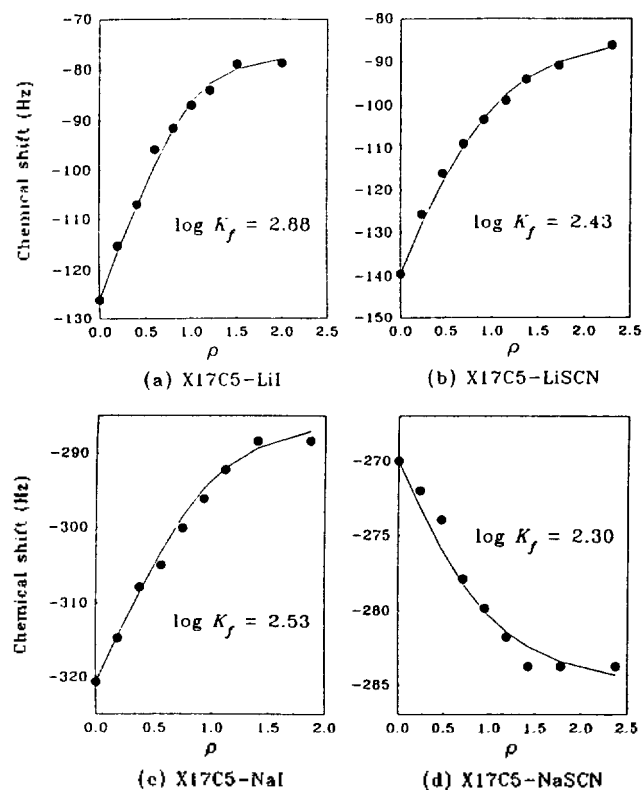 Chemical shift (Hz)
-70
-80
-90
-100
-110
-120
-130
log K_f = 2.88
0.0 0.5 1.0 1.5 2.0 2.5
ρ
(a) X17C5-LiI
-80
-90
-100
-110
-120
-130
-140
-150
log K_f = 2.43
0.0 0.5 1.0 1.5 2.0 2.5
ρ
(b) X17C5-LiSCN
Chemical shift (Hz)
-290
-300
-310
-320
log K_f = 2.53
0.0 0.5 1.0 1.5 2.0
ρ
(c) X17C5-NaI
-270
-275
-280
-285
log K_f = 2.30
0.0 0.5 1.0 1.5 2.0 2.5
ρ
(d) X17C5-NaSCN